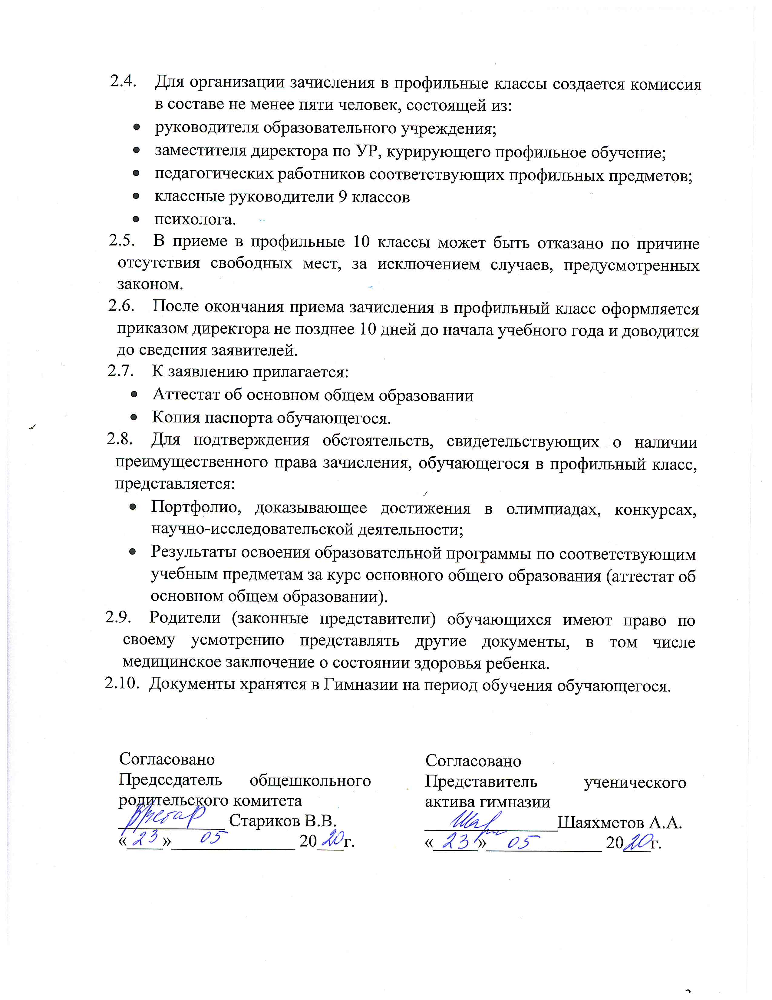 2.4. Для организации зачисления в профильные классы создается комиссия
в составе не менее пяти человек, состоящей из:
• руководителя образовательного учреждения;
• заместителя директора по УР, курирующего профильное обучение;
• педагогических работников соответствующих профильных предметов;
• классные руководители 9 классов
• психолога.
2.5. В приеме в профильные 10 классы может быть отказано по причине
отсутствия свободных мест, за исключением случаев, предусмотренных
законом.
2.6. После окончания приема зачисления в профильный класс оформляется
приказом директора не позднее 10 дней до начала учебного года и доводится
до сведения заявителей.
2.7. К заявлению прилагается:
• Аттестат об основном общем образовании
• Копия паспорта обучающегося.
2.8. Для подтверждения обстоятельств, свидетельствующих о наличии
преимущественного права зачисления, обучающегося в профильный класс,
представляется:
• Портфолио, доказывающее достижения в олимпиадах, конкурсах,
научно-исследовательской деятельности;
• Результаты освоения образовательной программы по соответствующим
учебным предметам за курс основного общего образования (аттестат об
основном общем образовании).
2.9. Родители (законные представители) обучающихся имеют право по
своему усмотрению представлять другие документы, в том числе
медицинское заключение о состоянии здоровья ребенка.
2.10. Документы хранятся в Гимназии на период обучения обучающегося.
Согласовано
Председатель общешкольного
родительского комитета
____________ Стариков В.В.
«23» 05 2020г.
Согласовано
Представитель ученического
актива гимназии
_______________Шаяхметов А.А.
«23» 05 2020г.